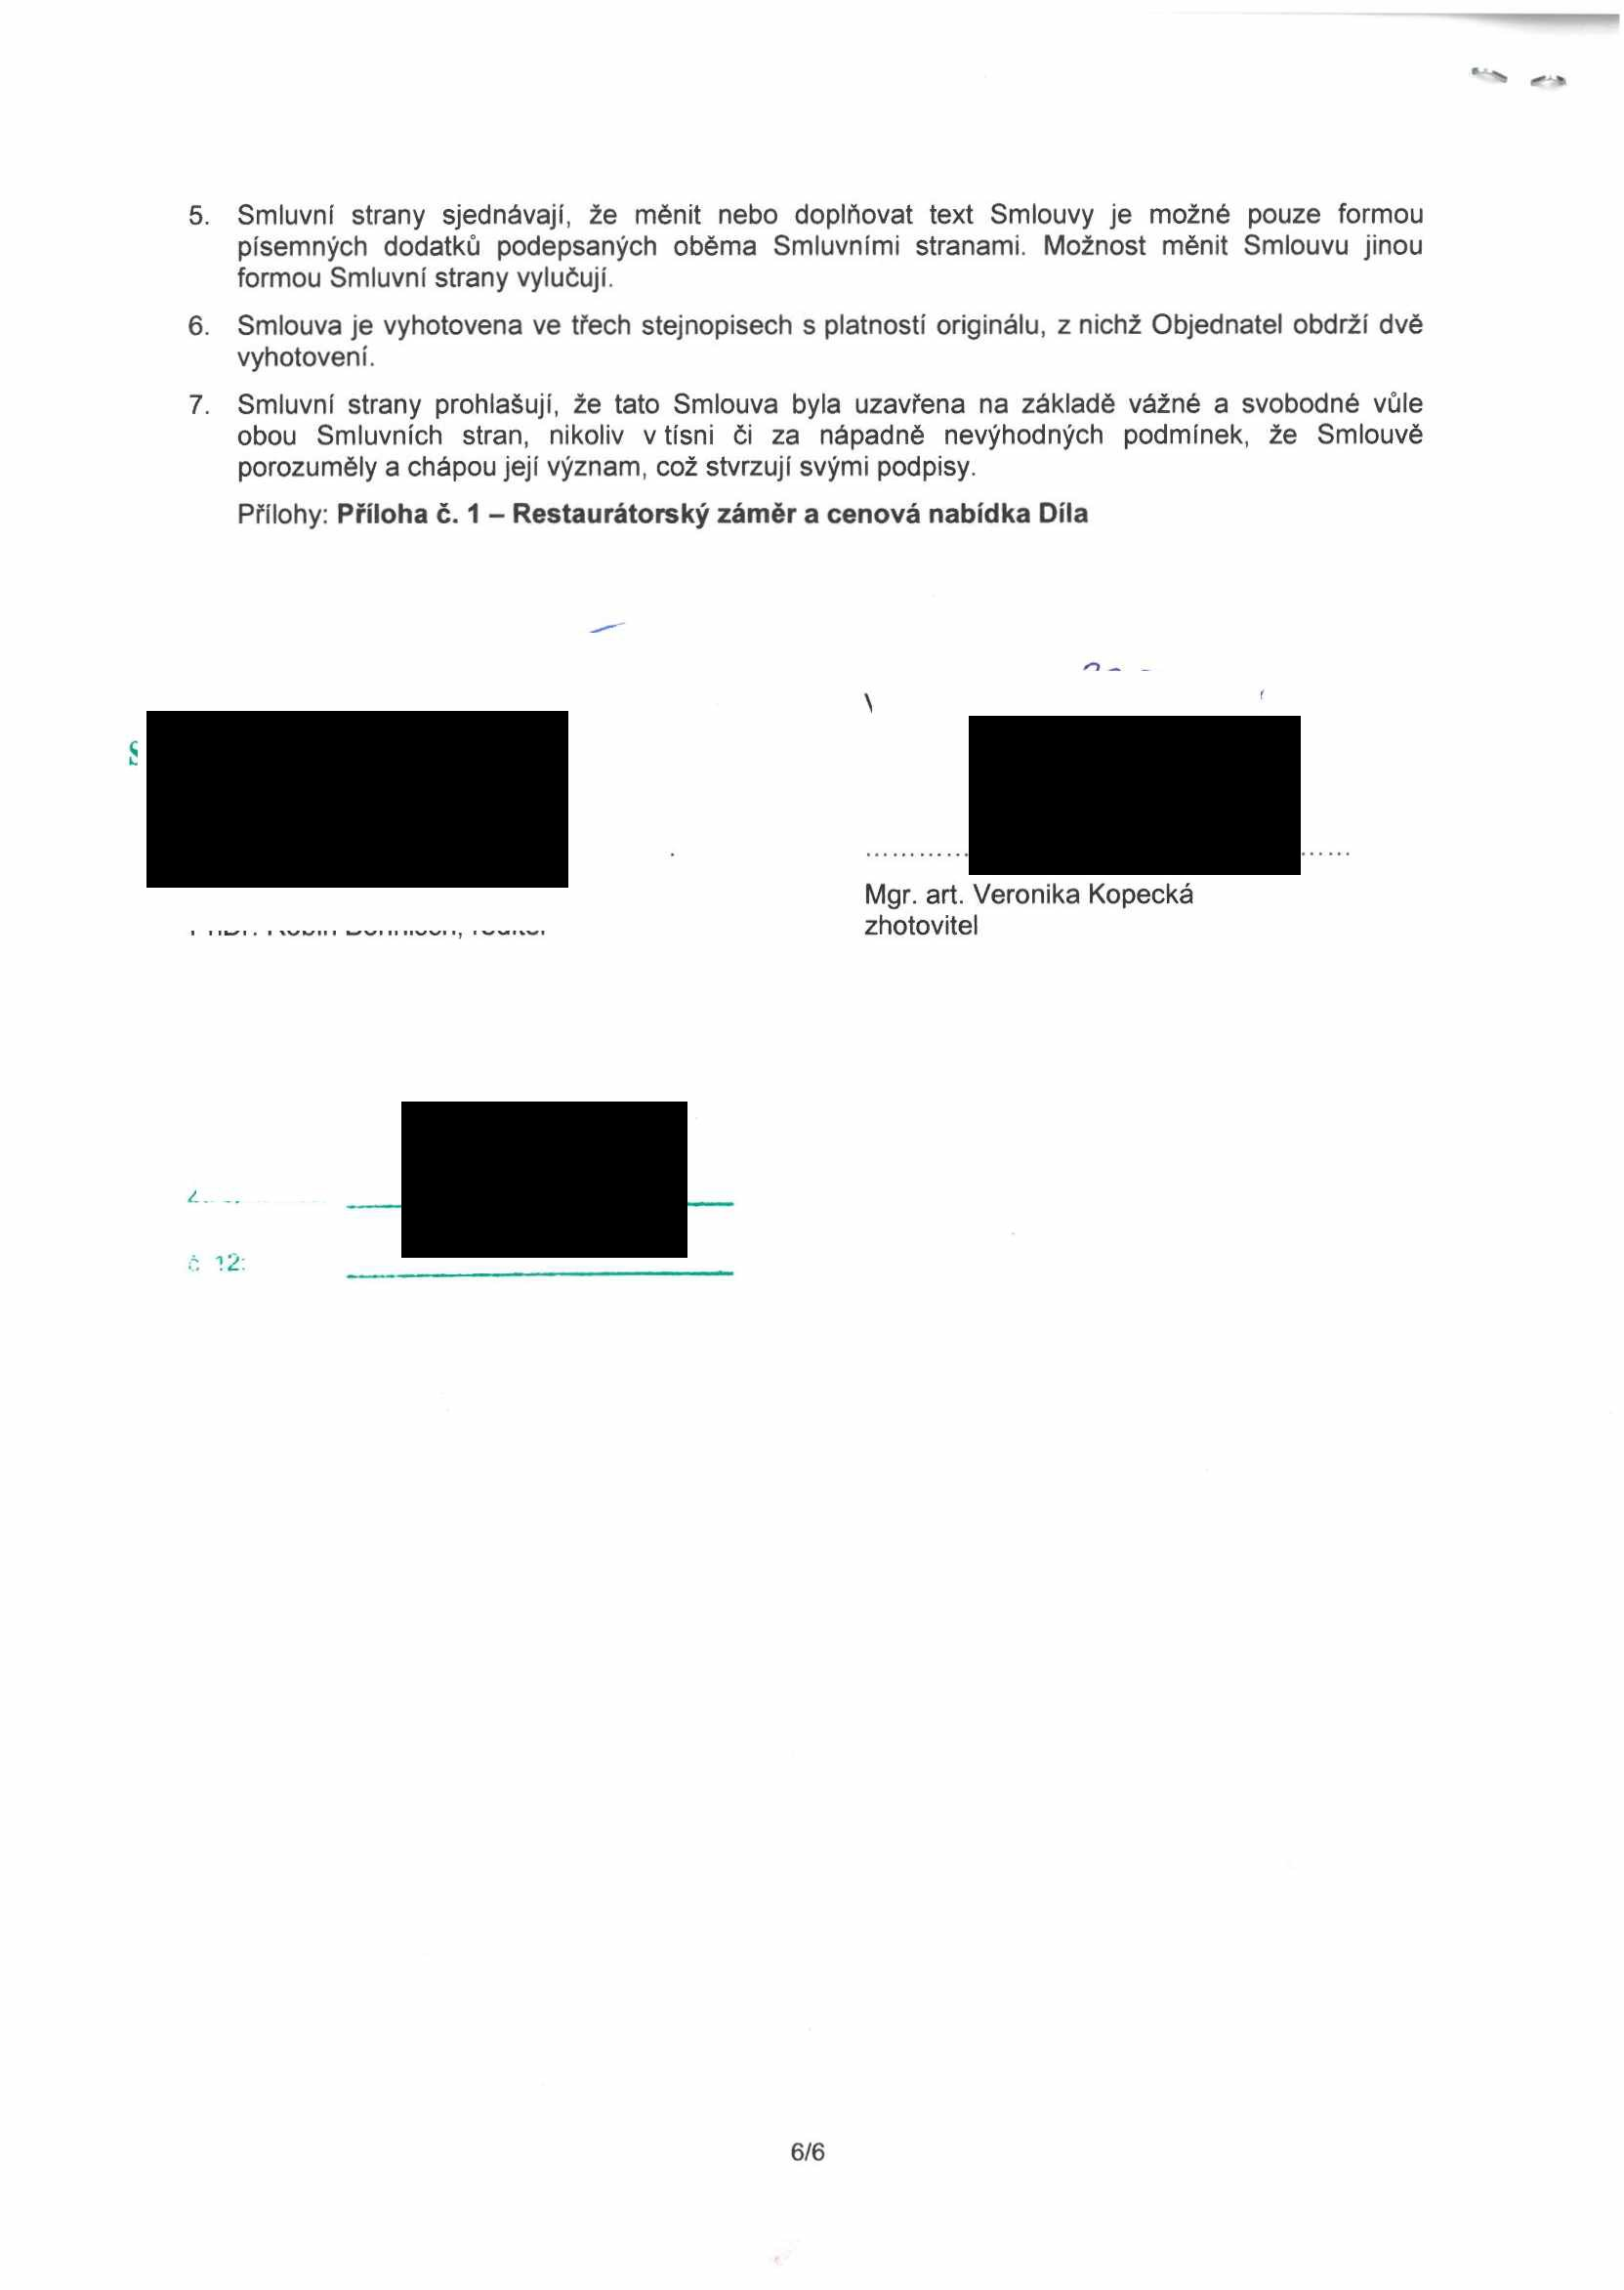 5. Smluvní strany sjednávají, že měnit nebo doplňovat text Smlouvy je možné pouze formou
písemných dodatků podepsaných oběma Smluvními stranami. Možnost měnit Smlouvu jinou
formou Smluvní strany vylučují.
6. Smlouva je vyhotovena ve třech stejnopisech s platností originálu, z nichž Objednatel obdrží dvě
vyhotovení.
7. Smluvní strany prohlašují, že tato Smlouva byla uzavřena na základě vážné a svobodné vůle
obou Smluvních stran, nikoliv v tísni či za nápadně nevýhodných podmínek, že Smlouvě
porozuměly a chápou její význam, což stvrzují svými podpisy.
Přílohy: Příloha č. 1 – Restaurátorský záměr a cenová nabídka Díla
Mgr. art. Veronika Kopecká
zhotovitel
č. 12:
6/6